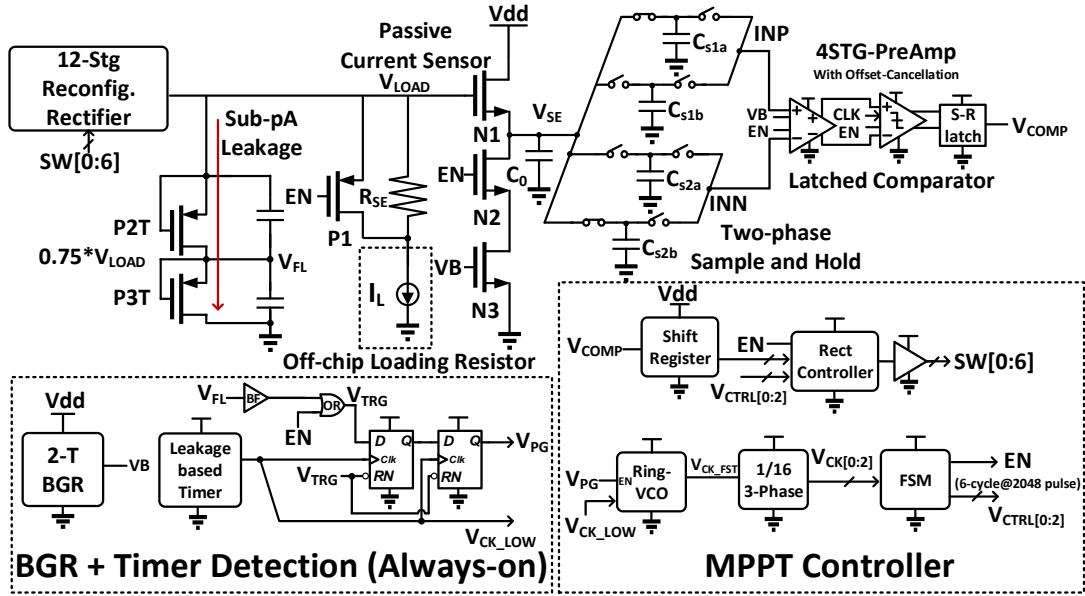 12-Stg
Reconfig.
Rectifier
SW[0:6]
Passive
Current Sensor
V_LOAD
Vdd
Sub-pA
Leakage
N1
V_SE
C_0
EN
N2
VB
N3
EN
P1
R_SE
I_L
Off-chip Loading Resistor
P2T
0.75*V_LOAD
P3T
V_FL
C_s1a
C_s1b
C_s2a
C_s2b
INP
INN
Two-phase
Sample and Hold
4STG-PreAmp
With Offset-Cancellation
VB
EN
CLK
EN
S-R
latch
V_COMP
Latched Comparator
Vdd
2-T
BGR
VB
Leakage
based
Timer
V_FL
BF
EN
OR
V_TRG
V_TRG
D Q
Clk
RN
D Q
Clk
RN
V_PG
V_CK_LOW
BGR + Timer Detection (Always-on)
Vdd
V_COMP
Shift
Register
EN
V_CTRL[0:2]
Rect
Controller
SW[0:6]
V_PG
V_CK_LOW
EN
Ring-
VCO
V_CK_FST
1/16
3-Phase
V_CK[0:2]
FSM
EN
(6-cycle@2048 pulse)
V_CTRL[0:2]
MPPT Controller